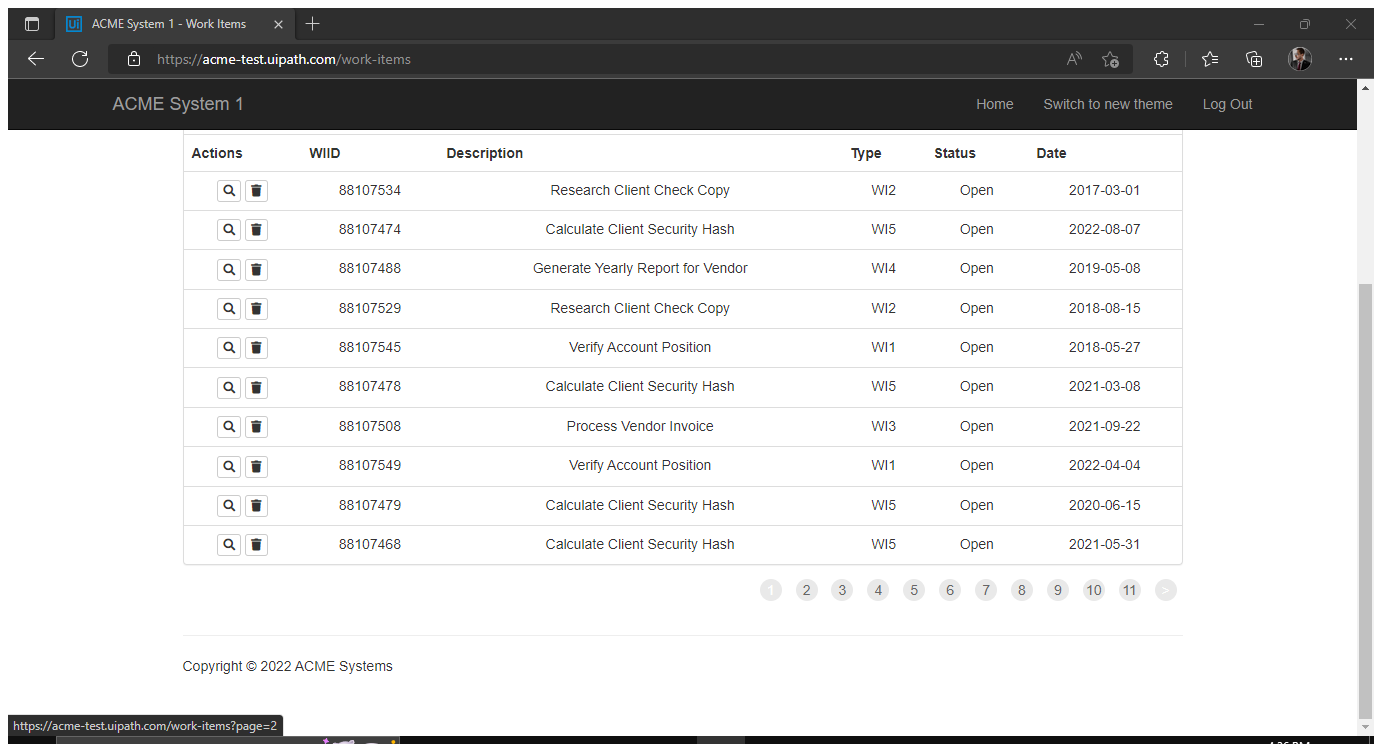 ACME System 1 - Work Items
https://acme-test.uipath.com/work-items
ACME System 1 Home Switch to new theme Log Out
Actions WIID Description Type Status Date
88107534 Research Client Check Copy WI2 Open 2017-03-01
88107474 Calculate Client Security Hash WI5 Open 2022-08-07
88107488 Generate Yearly Report for Vendor WI4 Open 2019-05-08
88107529 Research Client Check Copy WI2 Open 2018-08-15
88107545 Verify Account Position WI1 Open 2018-05-27
88107478 Calculate Client Security Hash WI5 Open 2021-03-08
88107508 Process Vendor Invoice WI3 Open 2021-09-22
88107549 Verify Account Position WI1 Open 2022-04-04
88107479 Calculate Client Security Hash WI5 Open 2020-06-15
88107468 Calculate Client Security Hash WI5 Open 2021-05-31
1 2 3 4 5 6 7 8 9 10 11 >
Copyright © 2022 ACME Systems
https://acme-test.uipath.com/work-items?page=2